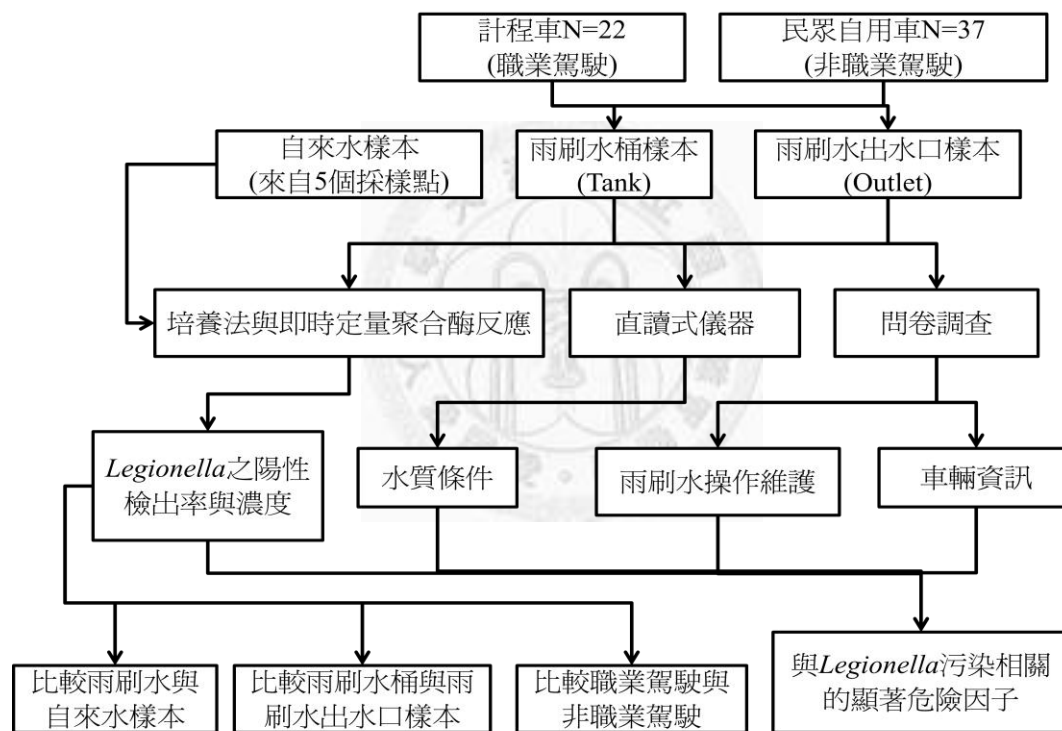 計程車N=22
(職業駕駛)
民眾自用車N=37
(非職業駕駛)
自來水樣本
(來自5個採樣點)
雨刷水桶樣本
(Tank)
雨刷水出水口樣本
(Outlet)
培養法與即時定量聚合酶反應
直讀式儀器
問卷調查
Legionella之陽性
檢出率與濃度
水質條件
雨刷水操作維護
車輛資訊
比較雨刷水與
自來水樣本
比較雨刷水桶與雨
刷水出水口樣本
比較職業駕駛與
非職業駕駛
與Legionella污染相關
的顯著危險因子